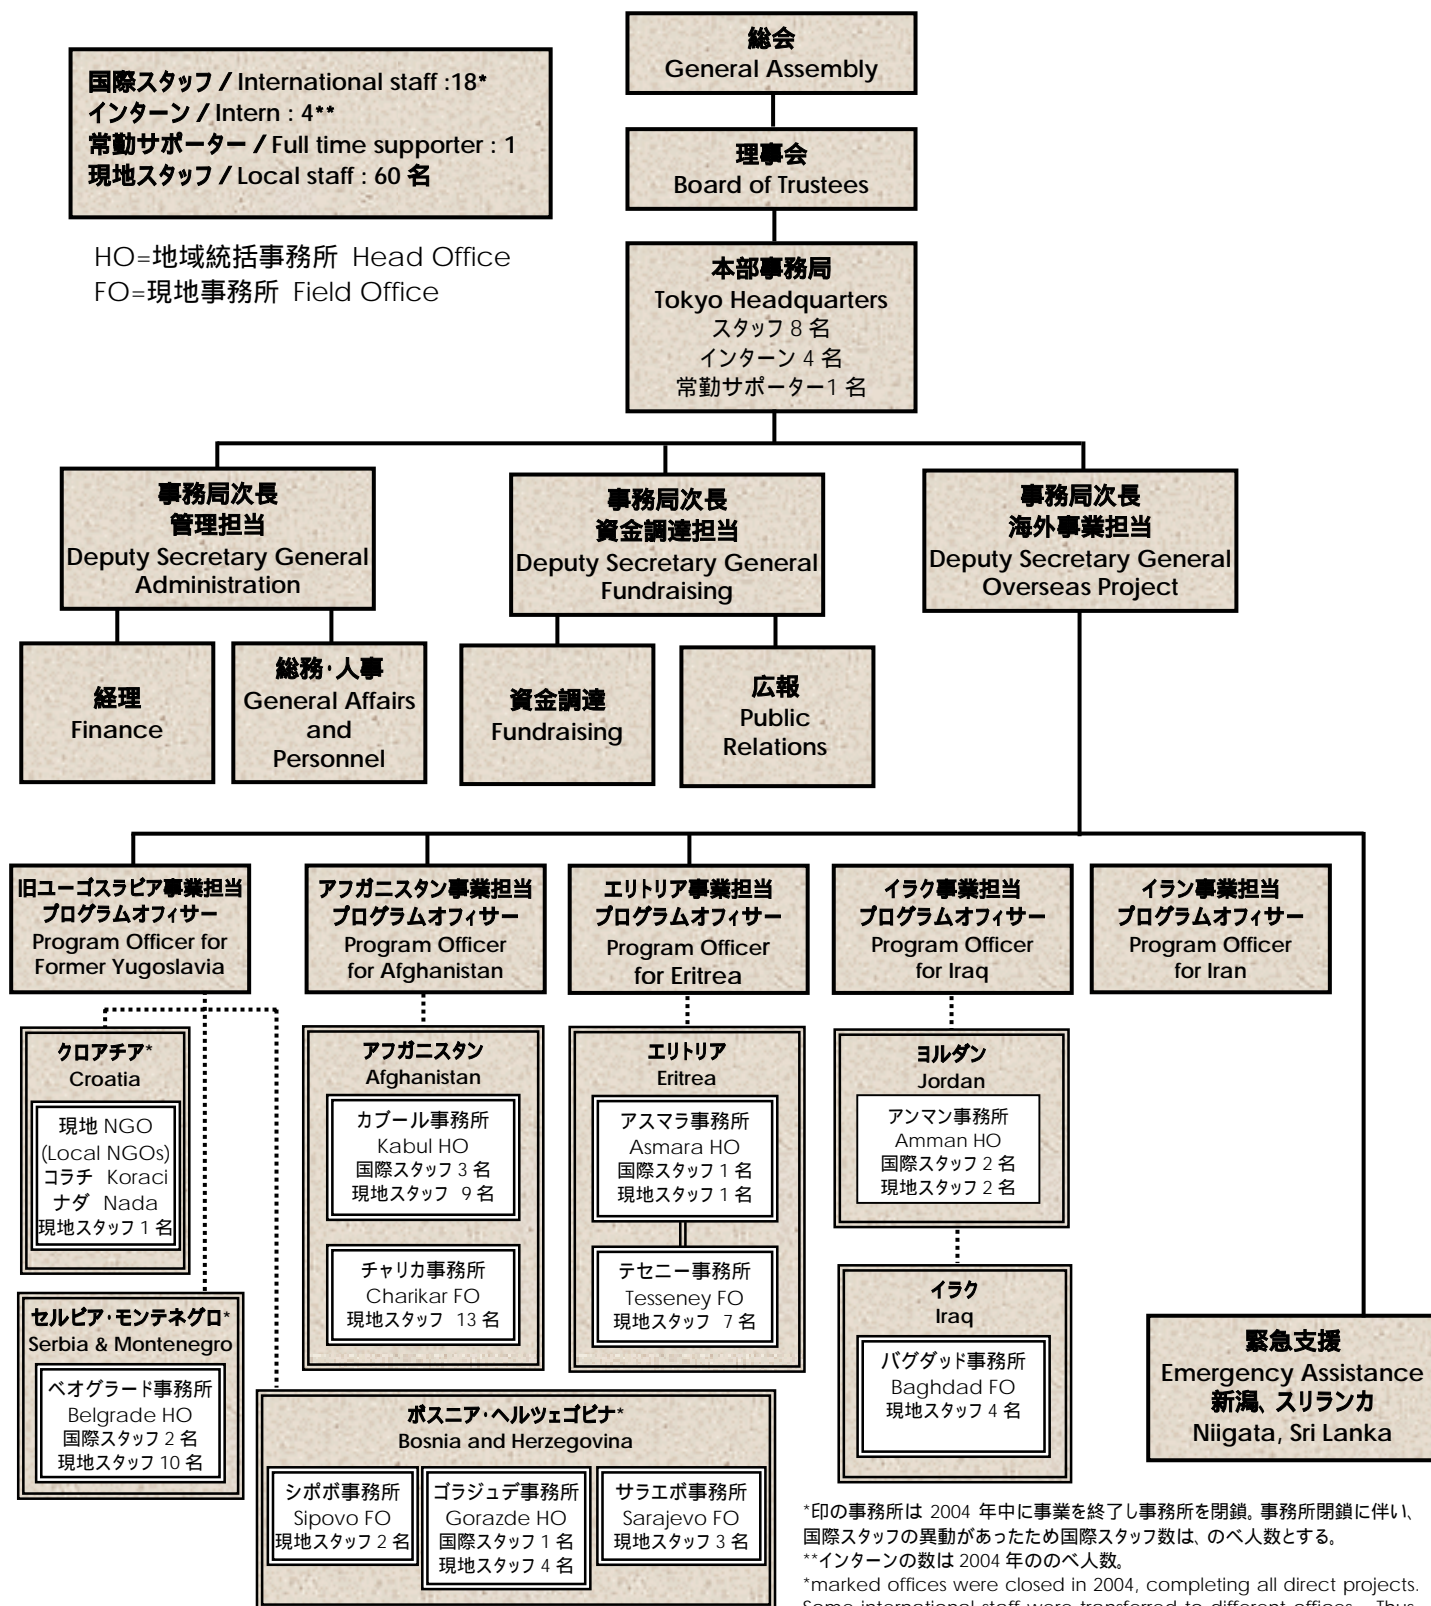 総会
General Assembly
国際スタッフ / International staff :18*
インターン / Intern : 4**
常勤サポーター / Full time supporter : 1
現地スタッフ / Local staff : 60 名
理事会
Board of Trustees
HO=地域統括事務所 Head Office
FO=現地事務所 Field Office
本部事務局
Tokyo Headquarters
スタッフ 8 名
インターン 4 名
常勤サポーター1 名
事務局次長
管理担当
Deputy Secretary General
Administration
事務局次長
資金調達担当
Deputy Secretary General
Fundraising
事務局次長
海外事業担当
Deputy Secretary General
Overseas Project
経理
Finance
総務・人事
General Affairs
and
Personnel
資金調達
Fundraising
広報
Public
Relations
旧ユーゴスラビア事業担当
プログラムオフィサー
Program Officer for
Former Yugoslavia
アフガニスタン事業担当
プログラムオフィサー
Program Officer
for Afghanistan
エリトリア事業担当
プログラムオフィサー
Program Officer
for Eritrea
イラク事業担当
プログラムオフィサー
Program Officer
for Iraq
イラン事業担当
プログラムオフィサー
Program Officer
for Iran
クロアチア*
Croatia
現地 NGO
(Local NGOs)
コラチ Koraci
ナダ Nada
現地スタッフ 1 名
アフガニスタン
Afghanistan
カブール事務所
Kabul HO
国際スタッフ 3 名
現地スタッフ 9 名
チャリカ事務所
Charikar FO
現地スタッフ 13 名
エリトリア
Eritrea
アスマラ事務所
Asmara HO
国際スタッフ 1 名
現地スタッフ 1 名
テセニー事務所
Tesseney FO
現地スタッフ 7 名
ヨルダン
Jordan
アンマン事務所
Amman HO
国際スタッフ 2 名
現地スタッフ 2 名
イラク
Iraq
バグダッド事務所
Baghdad FO
現地スタッフ 4 名
セルビア・モンテネグロ*
Serbia & Montenegro
ベオグラード事務所
Belgrade HO
国際スタッフ 2 名
現地スタッフ 10 名
ボスニア・ヘルツェゴビナ*
Bosnia and Herzegovina
シポボ事務所
Sipovo FO
現地スタッフ 2 名
ゴラジュデ事務所
Gorazde HO
国際スタッフ 1 名
現地スタッフ 4 名
サラエボ事務所
Sarajevo FO
現地スタッフ 3 名
緊急支援
Emergency Assistance
新潟、スリランカ
Niigata, Sri Lanka
*印の事務所は 2004 年中に事業を終了し事務所を閉鎖。事務所閉鎖に伴い、
国際スタッフの異動があったため国際スタッフ数は、のべ人数とする。
**インターンの数は 2004 年ののべ人数。
*marked offices were closed in 2004, completing all direct projects.
Some international staff were transferred to different offices. Thus,